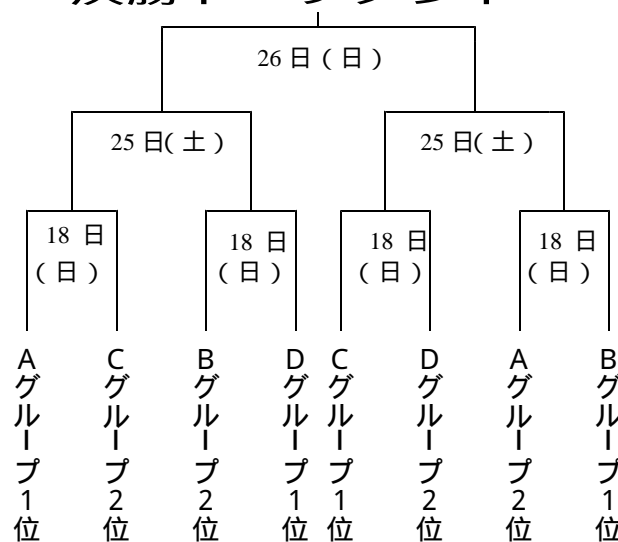 26日（日）
25日（土）
25日（土）
18日
（日）
18日
（日）
18日
（日）
18日
（日）
Aグループ1位
Cグループ2位
Bグループ2位
Dグループ1位
Cグループ1位
Dグループ2位
Aグループ2位
Bグループ1位